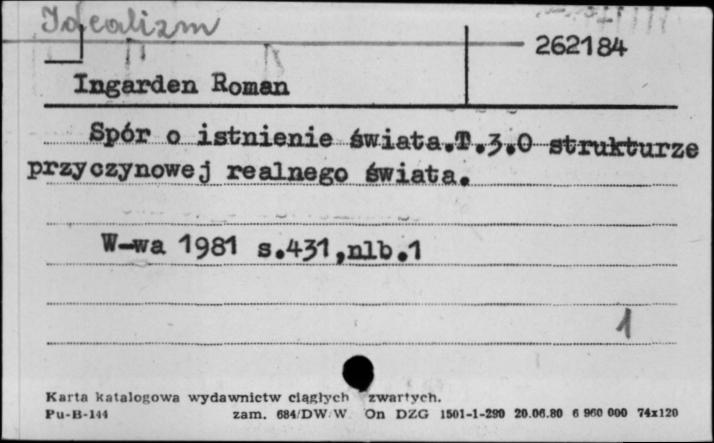 Idealizm
262184
Ingarden Roman
Spór o istnienie świata.T.3.O strukturze
przyczynowej realnego świata.
W-wa 1981 s.431,nlb.1
1
Karta katalogowa wydawnictw ciągłych zwartych.
Pu-B-144 zam. 684/DW/W. On DZG 1501-1-290 20.06.80 6 960 000 74x120